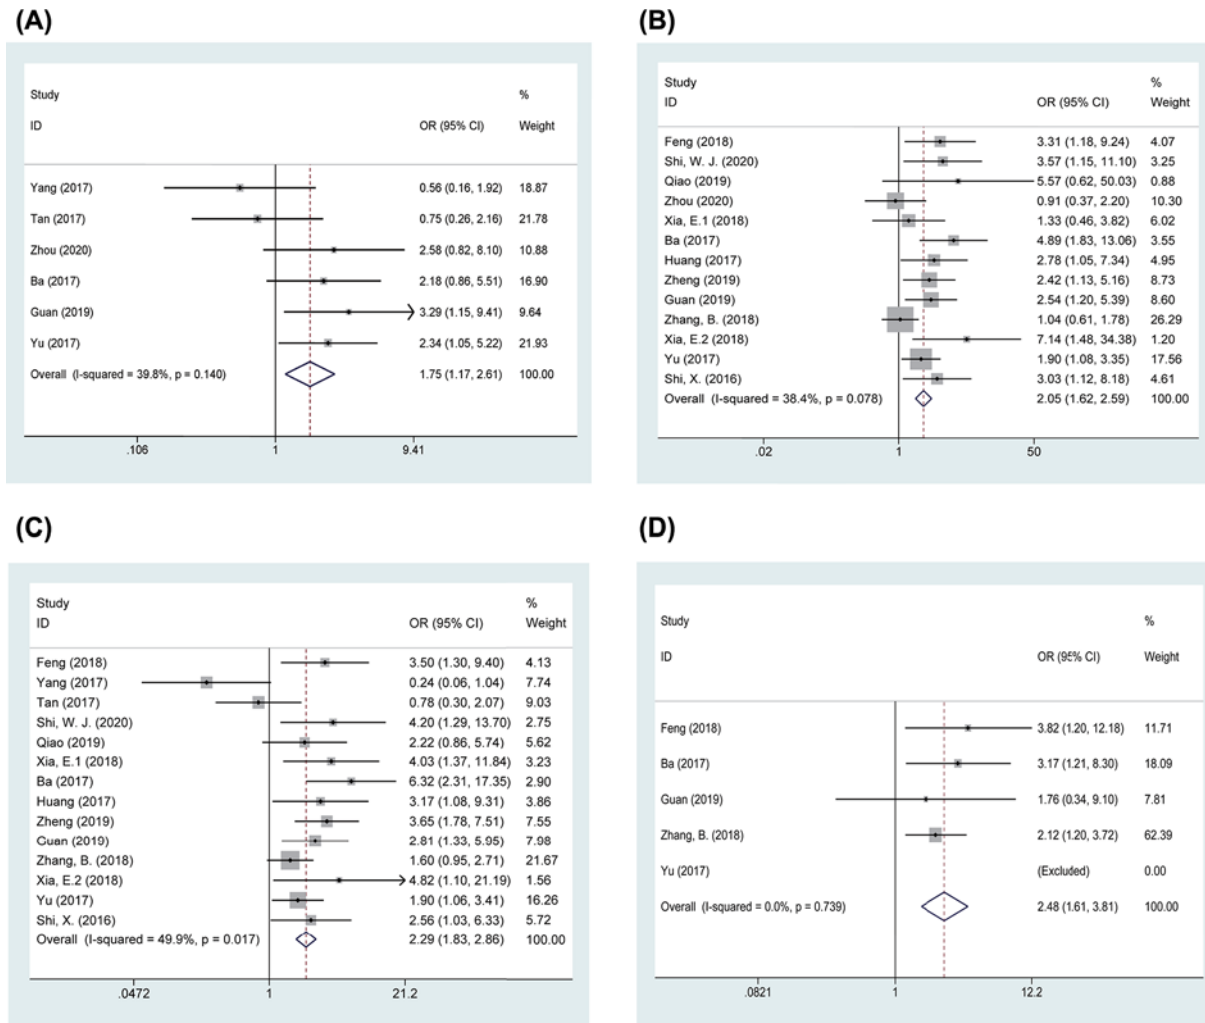 (A)
Study %
ID OR (95% CI) Weight
Yang (2017) 0.56 (0.16, 1.92) 18.87
Tan (2017) 0.75 (0.26, 2.16) 21.78
Zhou (2020) 2.58 (0.82, 8.10) 10.88
Ba (2017) 2.18 (0.86, 5.51) 16.90
Guan (2019) 3.29 (1.15, 9.41) 9.64
Yu (2017) 2.34 (1.05, 5.22) 21.93
Overall (I-squared = 39.8%, p = 0.140) 1.75 (1.17, 2.61) 100.00
.106 1 9.41
(B)
Study %
ID OR (95% CI) Weight
Feng (2018) 3.31 (1.18, 9.24) 4.07
Shi, W. J. (2020) 3.57 (1.15, 11.10) 3.25
Qiao (2019) 5.57 (0.62, 50.03) 0.88
Zhou (2020) 0.91 (0.37, 2.20) 10.30
Xia, E.1 (2018) 1.33 (0.46, 3.82) 6.02
Ba (2017) 4.89 (1.83, 13.06) 3.55
Huang (2017) 2.78 (1.05, 7.34) 4.95
Zheng (2019) 2.42 (1.13, 5.16) 8.73
Guan (2019) 2.54 (1.20, 5.39) 8.60
Zhang, B. (2018) 1.04 (0.61, 1.78) 26.29
Xia, E.2 (2018) 7.14 (1.48, 34.38) 1.20
Yu (2017) 1.90 (1.08, 3.35) 17.56
Shi, X. (2016) 3.03 (1.12, 8.18) 4.61
Overall (I-squared = 38.4%, p = 0.078) 2.05 (1.62, 2.59) 100.00
.02 1 50
(C)
Study %
ID OR (95% CI) Weight
Feng (2018) 3.50 (1.30, 9.40) 4.13
Yang (2017) 0.24 (0.06, 1.04) 7.74
Tan (2017) 0.78 (0.30, 2.07) 9.03
Shi, W. J. (2020) 4.20 (1.29, 13.70) 2.75
Qiao (2019) 2.22 (0.86, 5.74) 5.62
Xia, E.1 (2018) 4.03 (1.37, 11.84) 3.23
Ba (2017) 6.32 (2.31, 17.35) 2.90
Huang (2017) 3.17 (1.08, 9.31) 3.86
Zheng (2019) 3.65 (1.78, 7.51) 7.55
Guan (2019) 2.81 (1.33, 5.95) 7.98
Zhang, B. (2018) 1.60 (0.95, 2.71) 21.67
Xia, E.2 (2018) 4.82 (1.10, 21.19) 1.56
Yu (2017) 1.90 (1.06, 3.41) 16.26
Shi, X. (2016) 2.56 (1.03, 6.33) 5.72
Overall (I-squared = 49.9%, p = 0.017) 2.29 (1.83, 2.86) 100.00
.0472 1 21.2
(D)
Study %
ID OR (95% CI) Weight
Feng (2018) 3.82 (1.20, 12.18) 11.71
Ba (2017) 3.17 (1.21, 8.30) 18.09
Guan (2019) 1.76 (0.34, 9.10) 7.81
Zhang, B. (2018) 2.12 (1.20, 3.72) 62.39
Yu (2017) (Excluded) 0.00
Overall (I-squared = 0.0%, p = 0.739) 2.48 (1.61, 3.81) 100.00
.0821 1 12.2